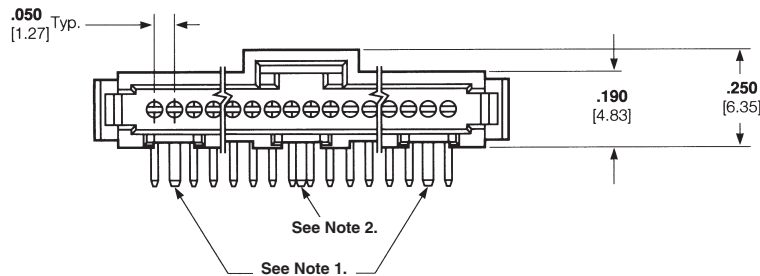 .050
[1.27]
Typ.
.190
[4.83]
.250
[6.35]
See Note 2.
See Note 1.